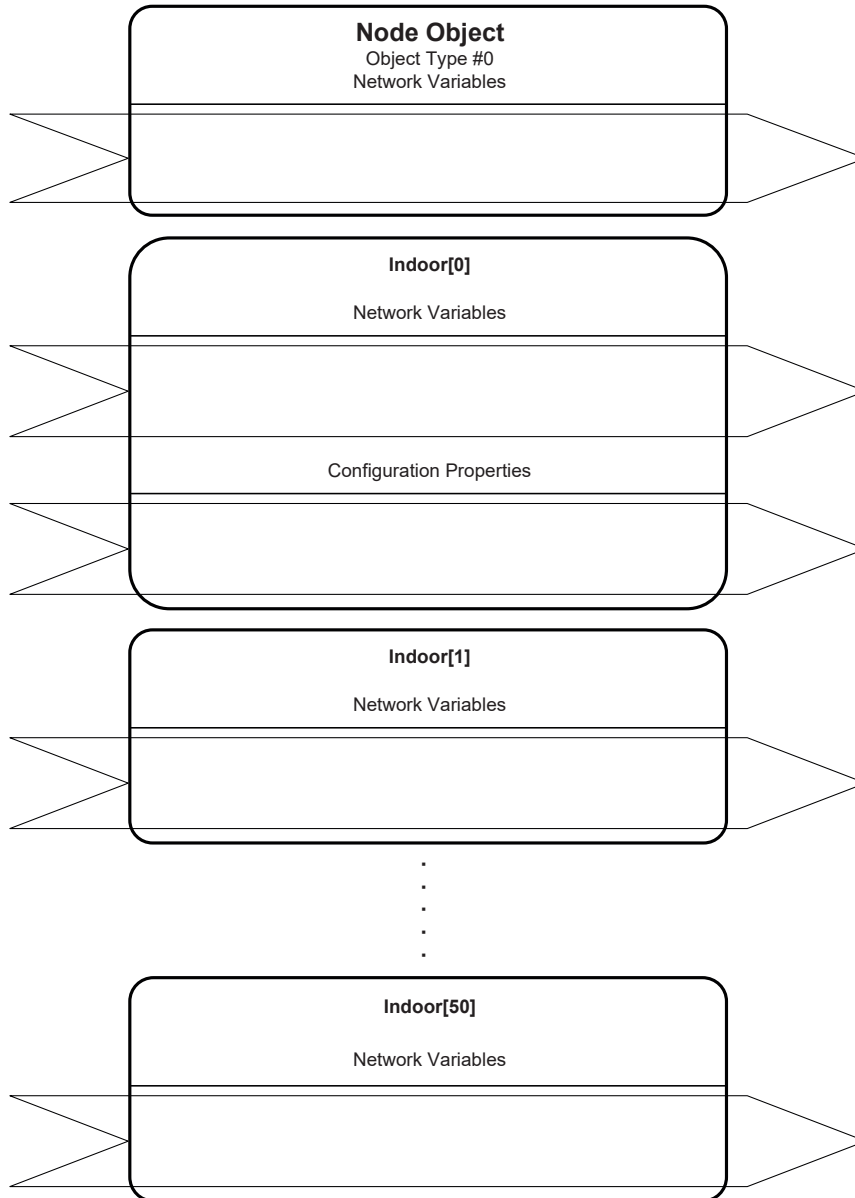 Node Object
Object Type #0
Network Variables
Indoor[0]
Network Variables
Configuration Properties
Indoor[1]
Network Variables
.
.
.
.
.
Indoor[50]
Network Variables